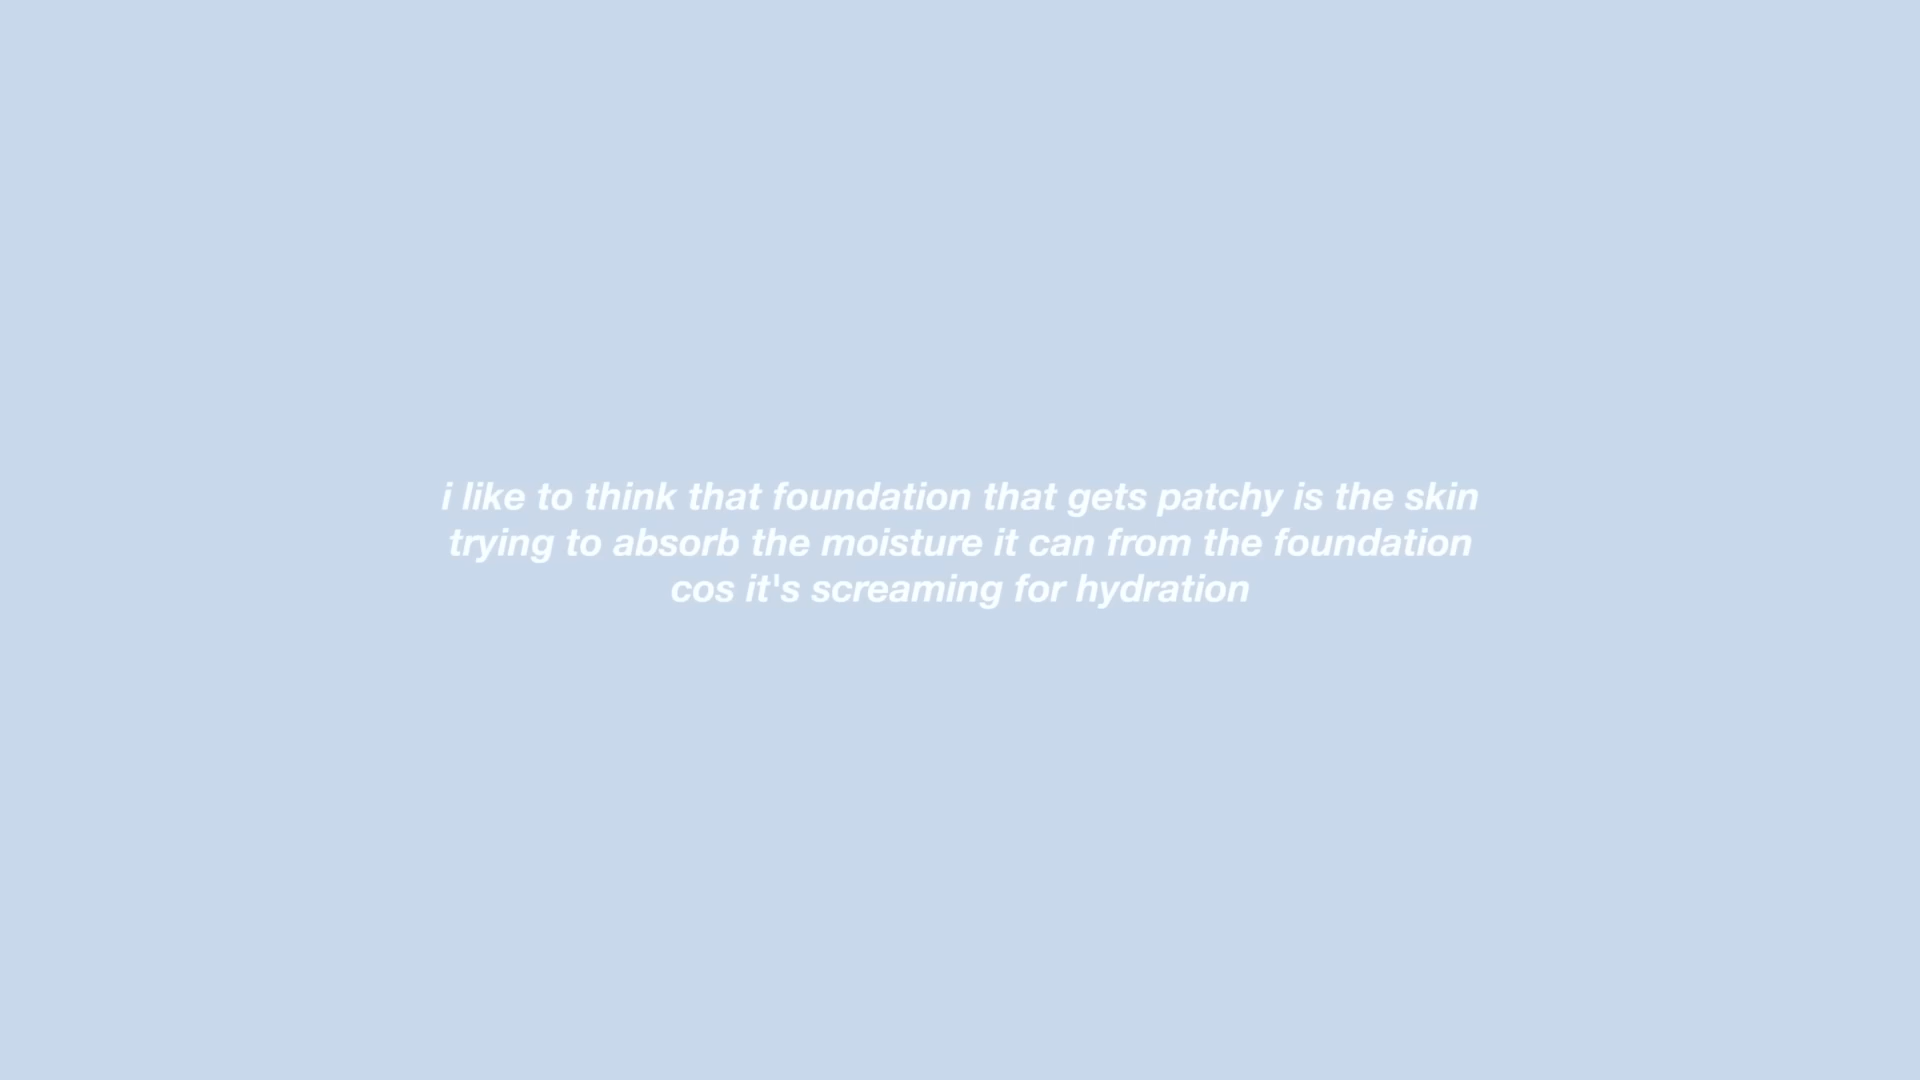 i like to think that foundation that gets patchy is the skin
trying to absorb the moisture it can from the foundation
cos it's screaming for hydration